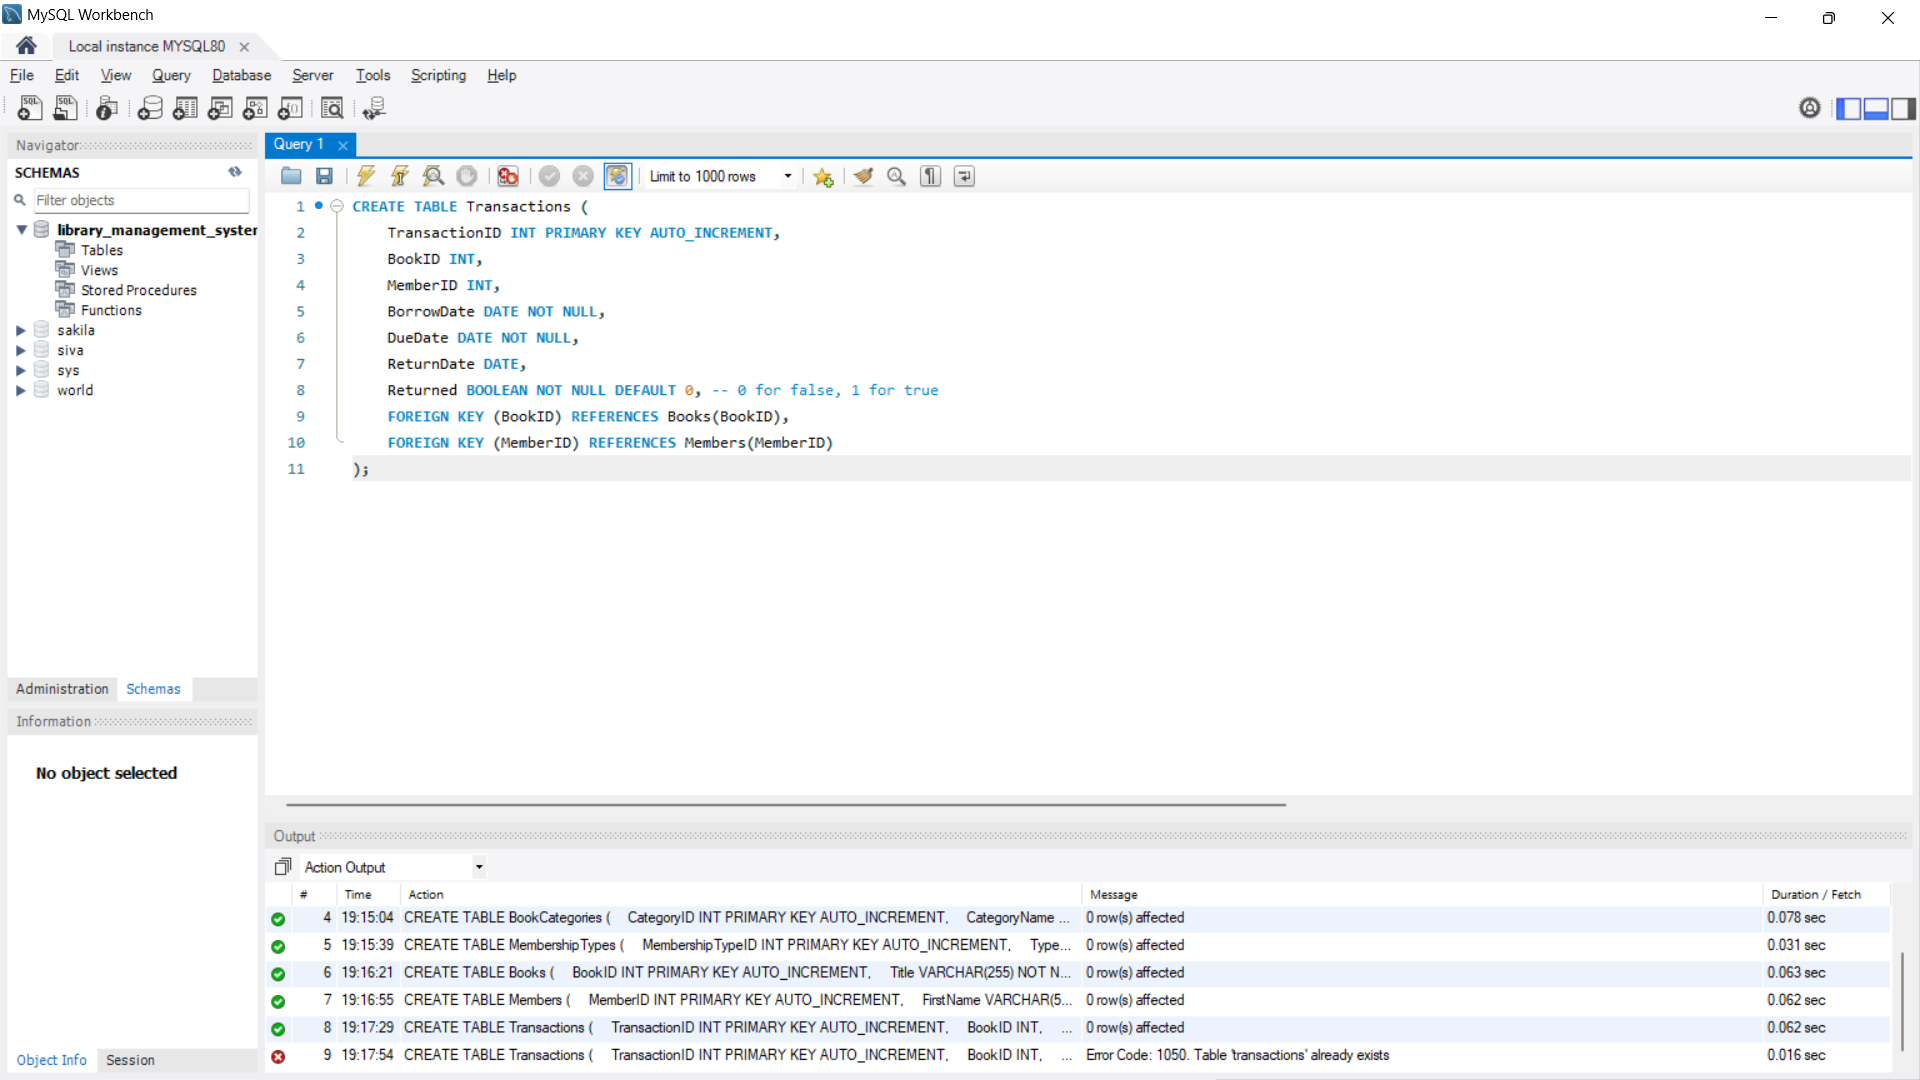 MySQL Workbench
Local instance MYSQL80
File Edit View Query Database Server Tools Scripting Help
Navigator
SCHEMAS
Filter objects
library_management_syster
Tables
Views
Stored Procedures
Functions
sakila
siva
sys
world
Administration Schemas
Information
No object selected
Object Info Session
Query 1
Limit to 1000 rows
1 CREATE TABLE Transactions (
2 TransactionID INT PRIMARY KEY AUTO_INCREMENT,
3 BookID INT,
4 MemberID INT,
5 BorrowDate DATE NOT NULL,
6 DueDate DATE NOT NULL,
7 ReturnDate DATE,
8 Returned BOOLEAN NOT NULL DEFAULT 0, -- 0 for false, 1 for true
9 FOREIGN KEY (BookID) REFERENCES Books(BookID),
10 FOREIGN KEY (MemberID) REFERENCES Members(MemberID)
11 );
Output
Action Output
# Time Action Message Duration / Fetch
4 19:15:04 CREATE TABLE BookCategories ( CategoryID INT PRIMARY KEY AUTO_INCREMENT, CategoryName ... 0 row(s) affected 0.078 sec
5 19:15:39 CREATE TABLE MembershipTypes ( MembershipTypeID INT PRIMARY KEY AUTO_INCREMENT, Type... 0 row(s) affected 0.031 sec
6 19:16:21 CREATE TABLE Books ( BookID INT PRIMARY KEY AUTO_INCREMENT, Title VARCHAR(255) NOT N... 0 row(s) affected 0.063 sec
7 19:16:55 CREATE TABLE Members ( MemberID INT PRIMARY KEY AUTO_INCREMENT, FirstName VARCHAR(5... 0 row(s) affected 0.062 sec
8 19:17:29 CREATE TABLE Transactions ( TransactionID INT PRIMARY KEY AUTO_INCREMENT, BookID INT, ... 0 row(s) affected 0.062 sec
9 19:17:54 CREATE TABLE Transactions ( TransactionID INT PRIMARY KEY AUTO_INCREMENT, BookID INT, ... Error Code: 1050. Table 'transactions' already exists 0.016 sec